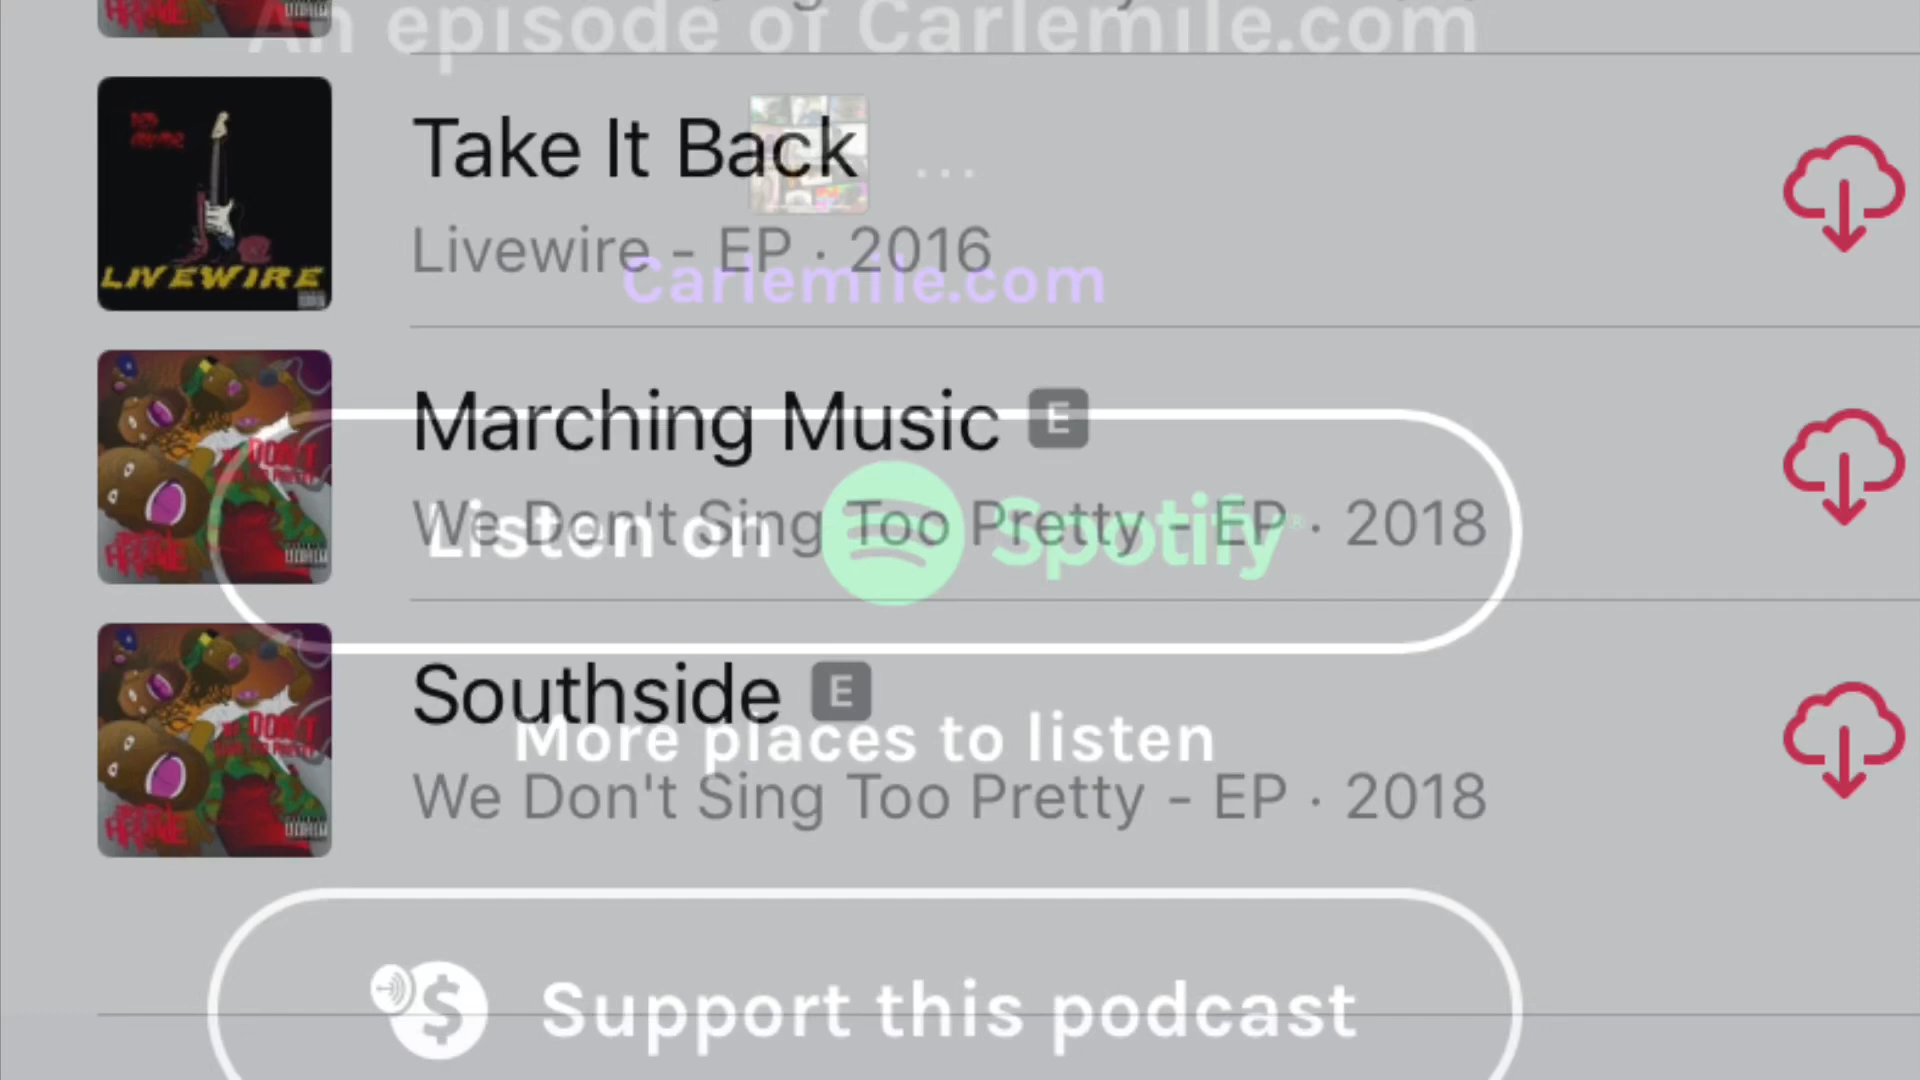 An episode of Carlemile.com
Take It Back
...
Livewire - EP · 2016
Carlemile.com
LIVEWIRE
Marching Music E
We Don't Sing Too Pretty - EP · 2018
Listen on Spotify®
Southside E
More places to listen
We Don't Sing Too Pretty - EP · 2018
$ Support this podcast